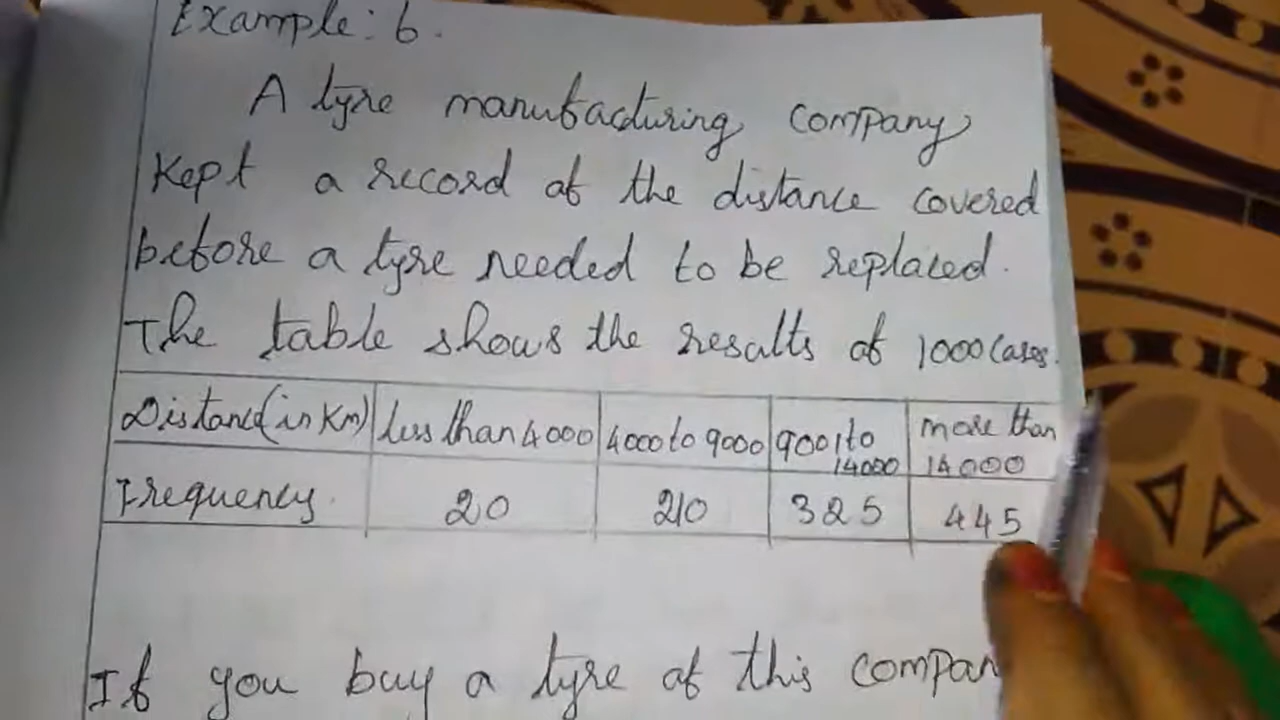 Example: 6.
A tyre manufacturing company
Kept a record of the distance covered
before a tyre needed to be replaced.
The table shows the results of 1000 Cases.
Distance(in Km) less than 4000 4000 to 9000 9001 to 14000 more than 14000
Frequency. 20 210 325 445
If you buy a tyre of this